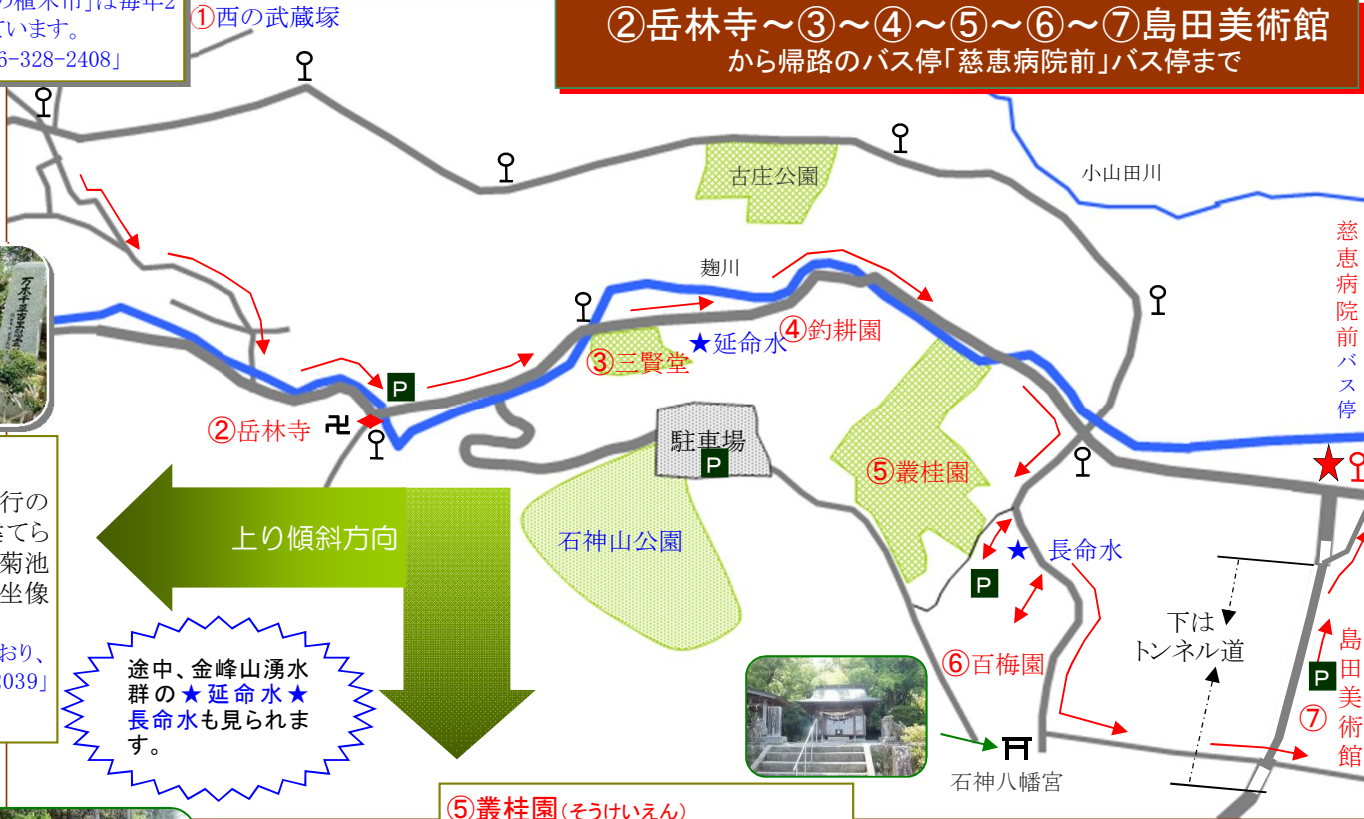 の植木市」は毎年2
ています。
6-328-2408」
①西の武蔵塚
②岳林寺～③～④～⑤～⑥～⑦島田美術館
から帰路のバス停「慈恵病院前」バス停まで
古庄公園
小山田川
慈恵病院前バス停
麹川
P
③三賢堂
★延命水
④釣耕園
②岳林寺
卍
駐車場
P
⑤叢桂園
行の
てら
菊池
坐像
おり、
2039」
上り傾斜方向
石神山公園
★ 長命水
P
下は
トンネル道
途中、金峰山湧水
群の★延命水★
長命水も見られま
す。
⑥百梅園
P
⑦島田美術館
石神八幡宮
⑤叢桂園(そうけいえん)